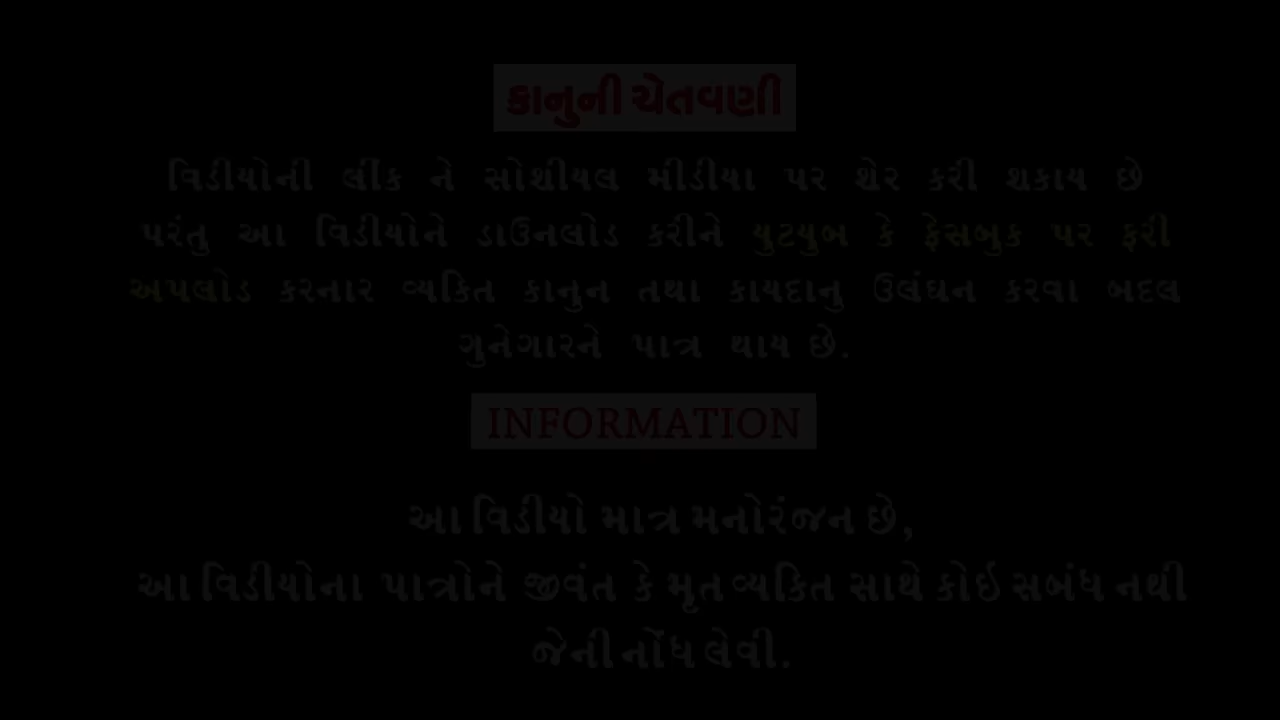 કાનુની ચેતવણી
વિડીયોની લીંક ને સોશીયલ મીડીયા પર શેર કરી શકાય છે
પરંતુ આ વિડીયોને ડાઉનલોડ કરીને યુટયુબ કે ફેસબુક પર ફરી
અપલોડ કરનાર વ્યકિત કાનુન તથા કાયદાનુ ઉલંઘન કરવા બદલ
ગુનેગારને પાત્ર થાય છે.
INFORMATION
આ વિડીયો માત્ર મનોરંજન છે,
આ વિડીયોના પાત્રોને જીવંત કે મૃત વ્યકિત સાથે કોઇ સબંધ નથી
જેની નોંધ લેવી.